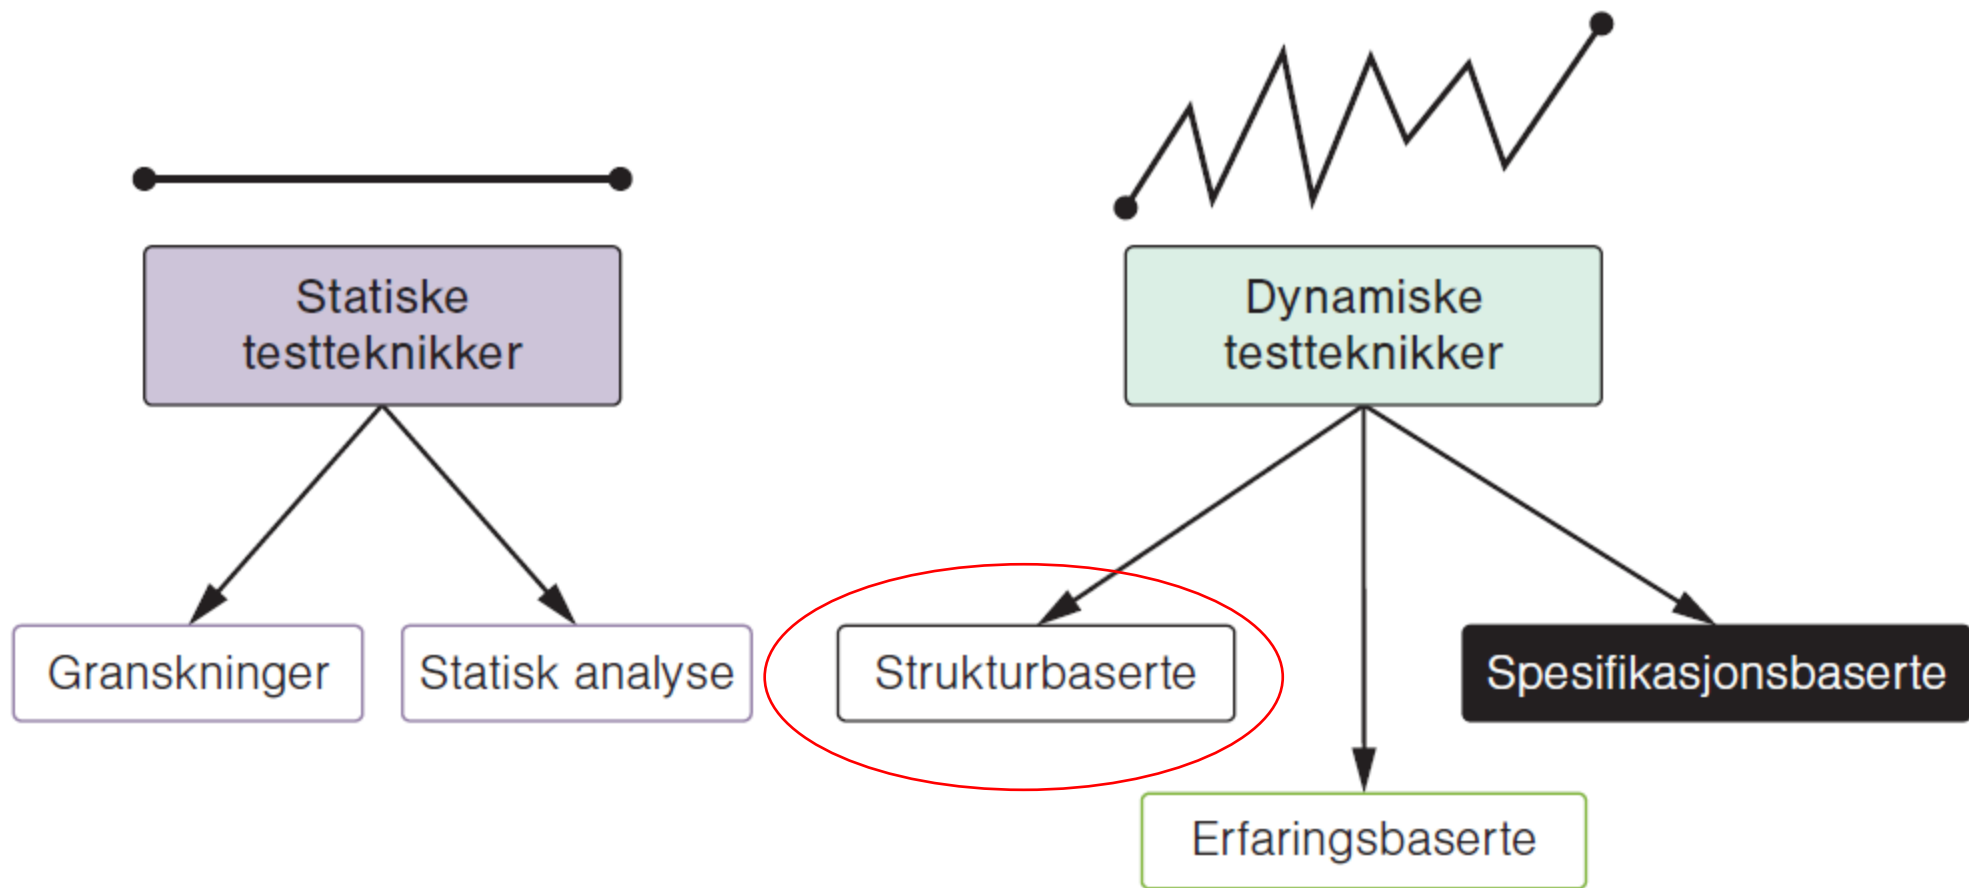 Statiske
testteknikker
Dynamiske
testteknikker
Granskninger
Statisk analyse
Strukturbaserte
Spesifikasjonsbaserte
Erfaringsbaserte